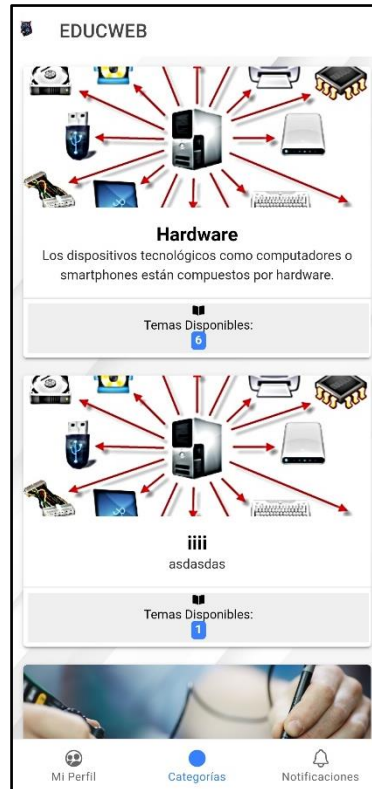 EDUCWEB
Hardware
Los dispositivos tecnológicos como computadores o
smartphones están compuestos por hardware.
Temas Disponibles:
6
iiii
asdasdas
Temas Disponibles:
1
Mi Perfil
Categorías
Notificaciones